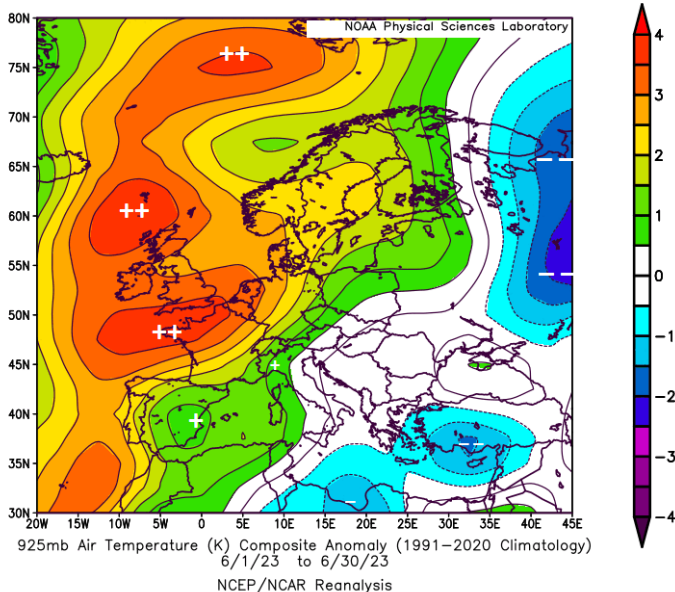 NOAA Physical Sciences Laboratory
80N
75N
70N
65N
60N
55N
50N
45N
40N
35N
30N
20W 15W 10W 5W 0 5E 10E 15E 20E 25E 30E 35E 40E 45E
4
3
2
1
0
-1
-2
-3
-4
925mb Air Temperature (K) Composite Anomaly (1991-2020 Climatology)
6/1/23 to 6/30/23
NCEP/NCAR Reanalysis